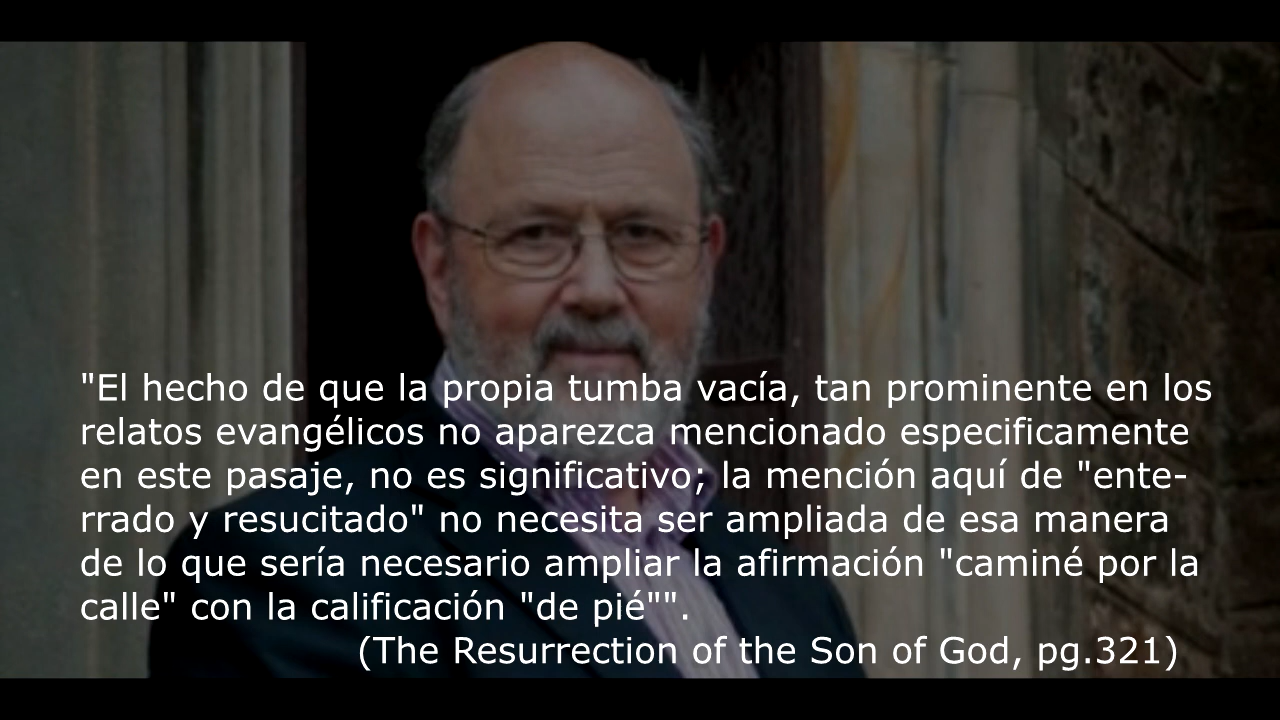 "El hecho de que la propia tumba vacía, tan prominente en los
relatos evangélicos no aparezca mencionado especificamente
en este pasaje, no es significativo; la mención aquí de "ente-
rrado y resucitado" no necesita ser ampliada de esa manera
de lo que sería necesario ampliar la afirmación "caminé por la
calle" con la calificación "de pié"".
(The Resurrection of the Son of God, pg.321)